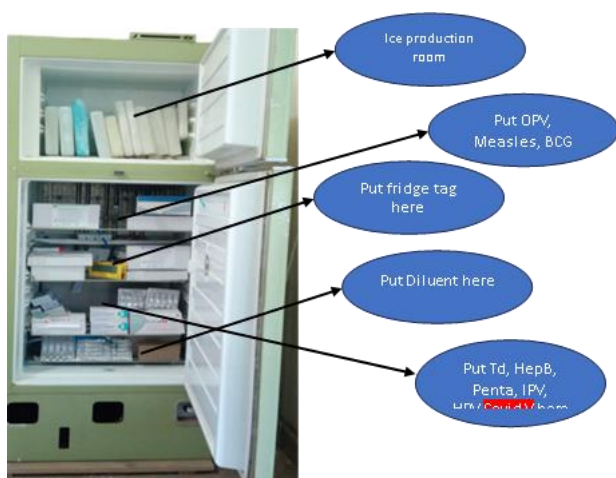 Ice production
room
Put OPV,
Measles, BCG
Put fridge tag
here
Put Diluent here
Put Td, HepB,
Penta, IPV,
HPV